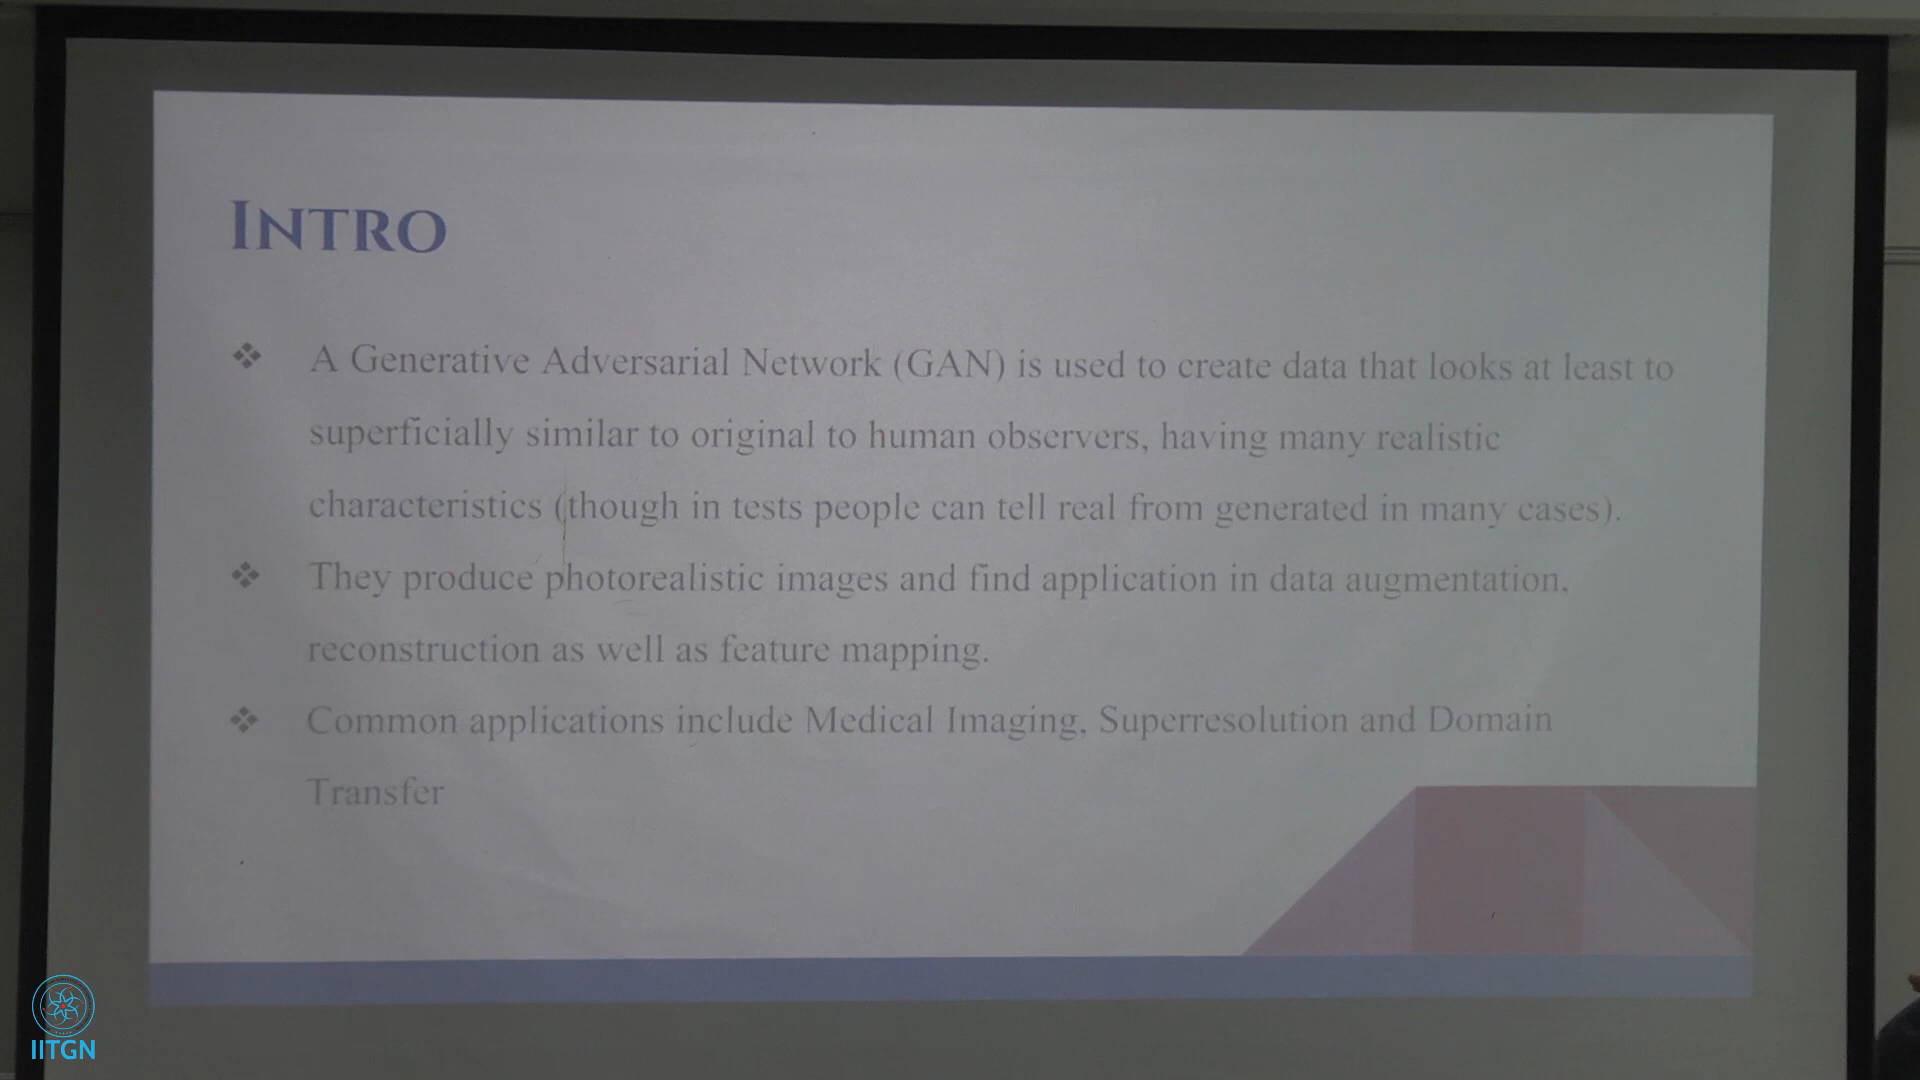 INTRO
❖ A Generative Adversarial Network (GAN) is used to create data that looks at least to
superficially similar to original to human observers, having many realistic
characteristics (though in tests people can tell real from generated in many cases).
❖ They produce photorealistic images and find application in data augmentation,
reconstruction as well as feature mapping.
❖ Common applications include Medical Imaging, Superresolution and Domain
Transfer
IITGN